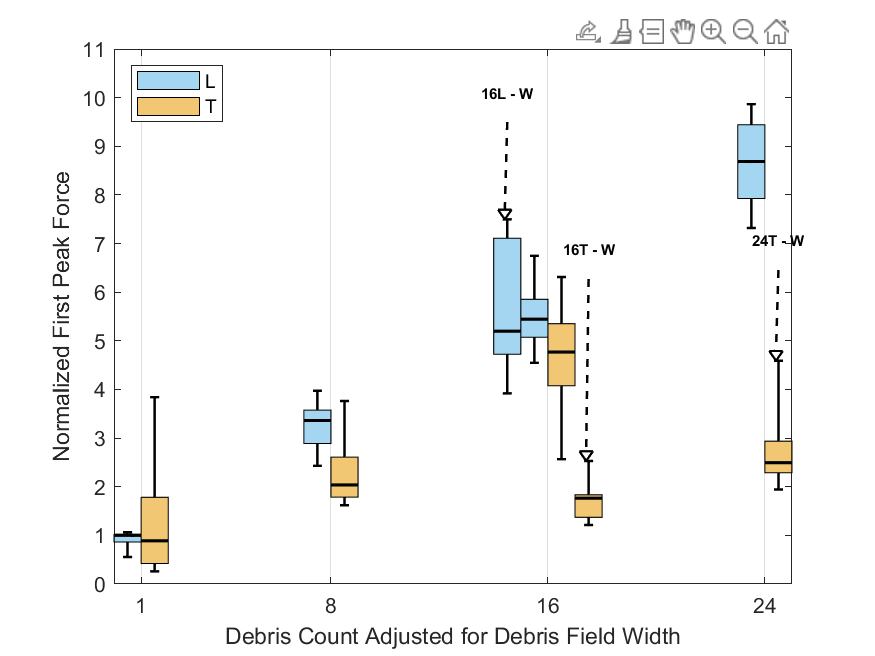 11
10
9
8
7
6
5
4
3
2
1
0
Normalized First Peak Force
L
T
16L - W
16T - W
24T - W
1 8 16 24
Debris Count Adjusted for Debris Field Width